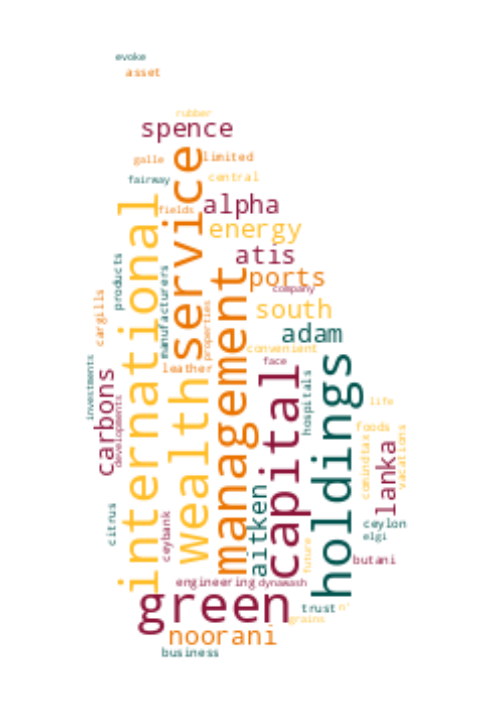 evoke
asset
rubber
spence
service
galle
limited
fairway
central
international
fields
alpha
energy
atis
ports
products
manufacturers
management
company
cargills
properties
south
adam
convenient
investments
developments
Carbons
leather
wealth
face
capital
hospitals
holdings
life
foods
conindtax
vacations
lanka
citrus
ceybank
aitken
ceylon
elgi
future
butani
engineering
dynawash
green
trust
n'
grains
noorani
business